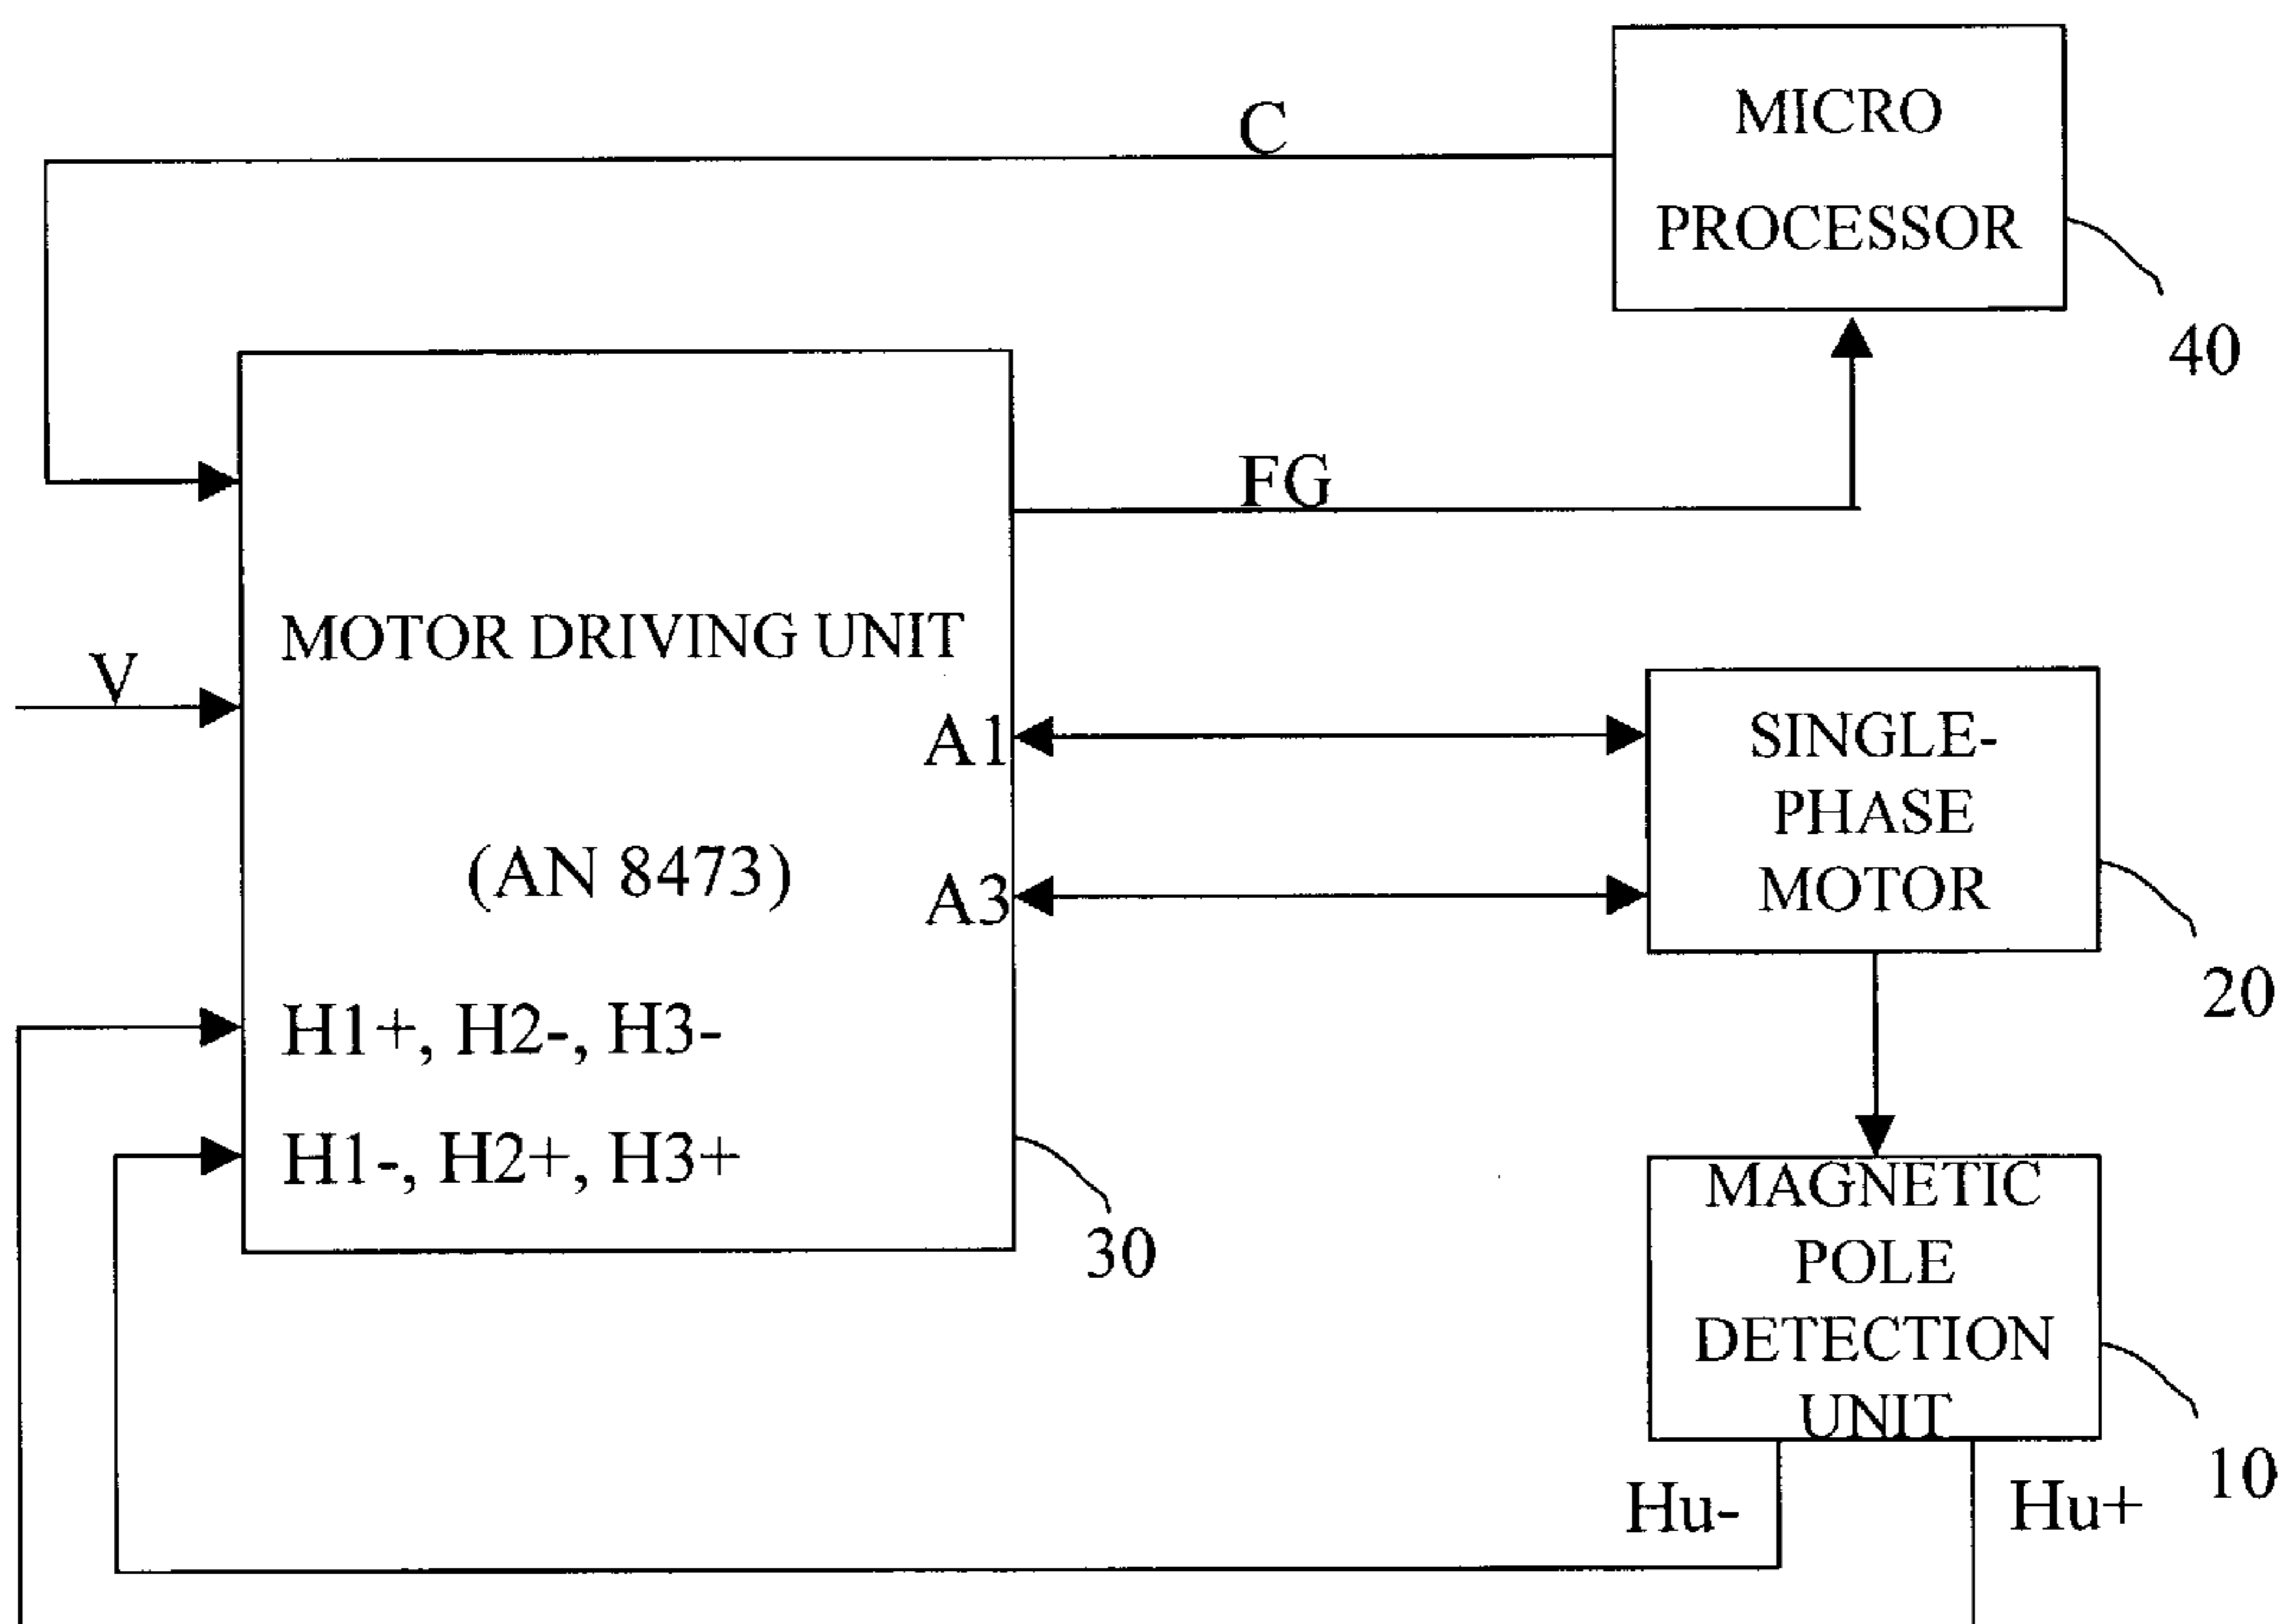 C
MICRO
PROCESSOR
40
FG
MOTOR DRIVING UNIT
V
A1
SINGLE-
PHASE
MOTOR
(AN 8473)
A3
20
H1+, H2-, H3-
H1-, H2+, H3+
30
MAGNETIC
POLE
DETECTION
UNIT
10
Hu-
Hu+